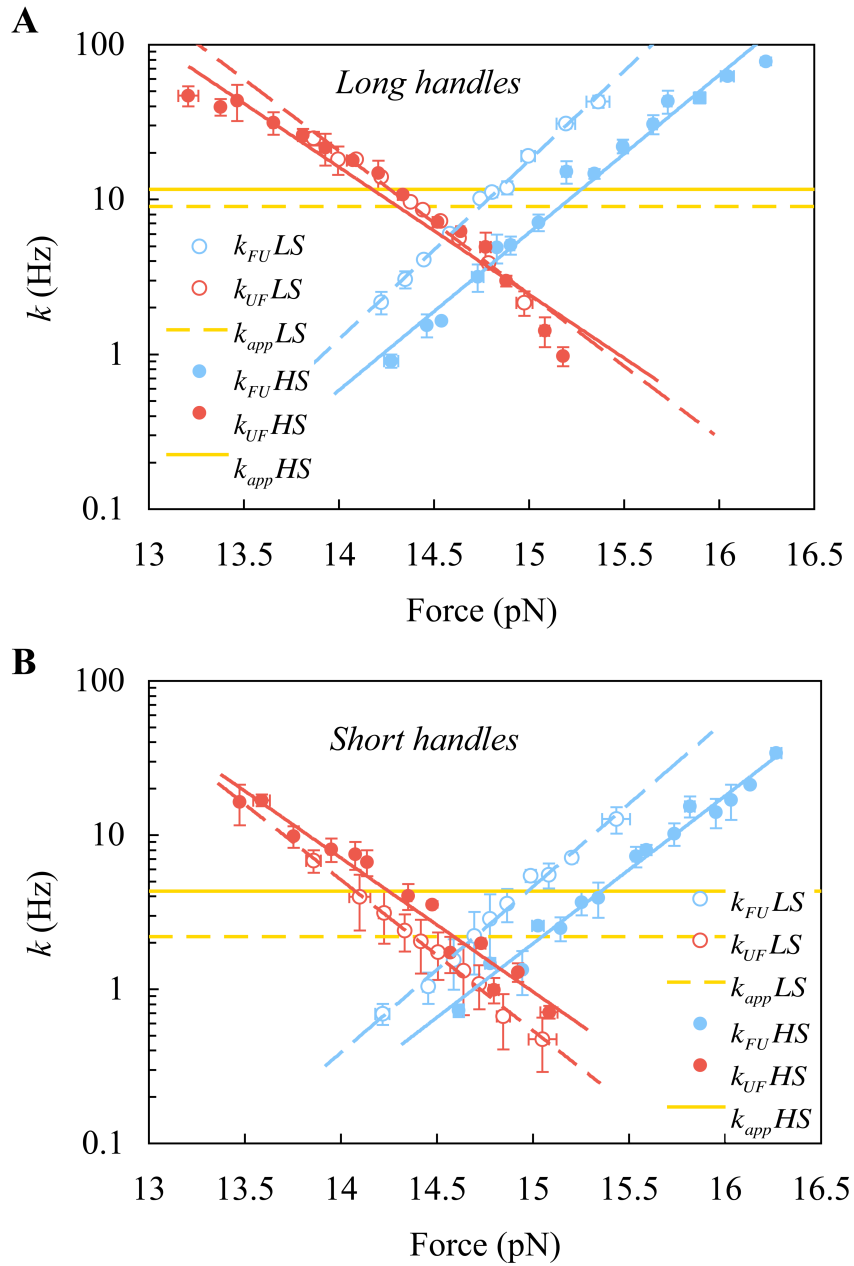 A
Long handles
100
10
1
0.1
k (Hz)
k_FU LS
k_UF LS
k_app LS
k_FU HS
k_UF HS
k_app HS
13 13.5 14 14.5 15 15.5 16 16.5
Force (pN)
B
Short handles
100
10
1
0.1
k (Hz)
k_FU LS
k_UF LS
k_app LS
k_FU HS
k_UF HS
k_app HS
13 13.5 14 14.5 15 15.5 16 16.5
Force (pN)